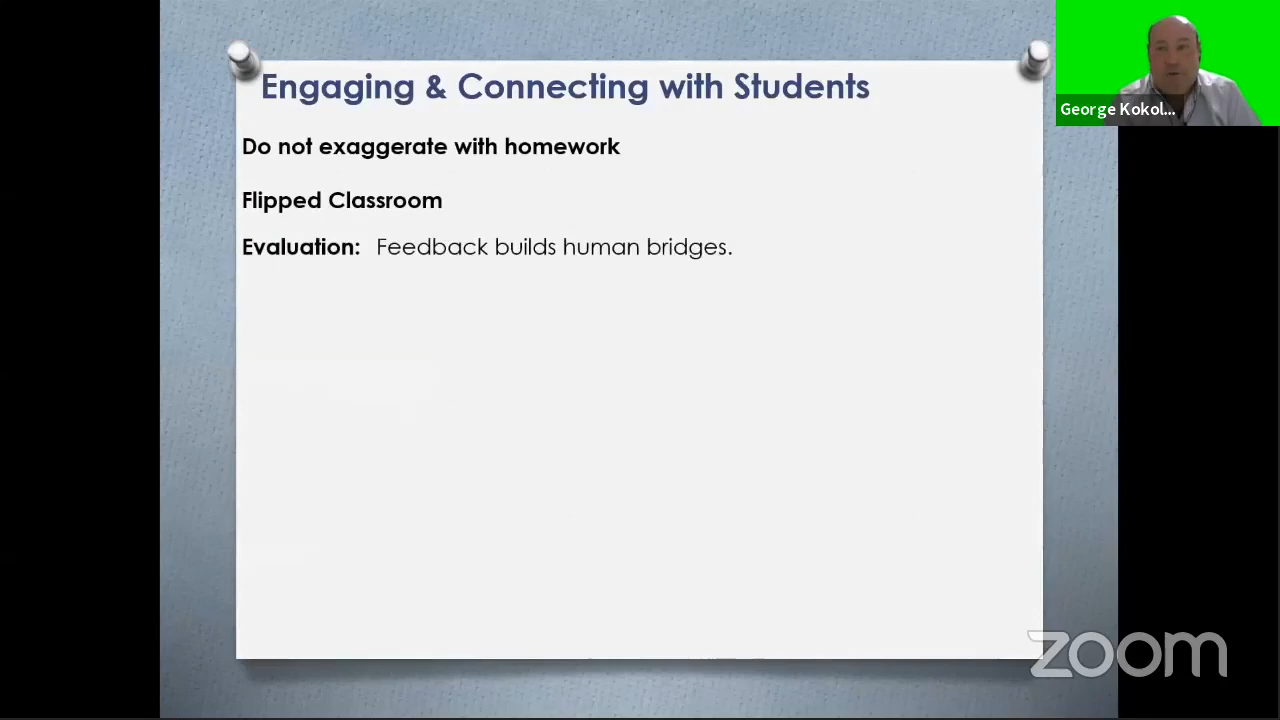 Engaging & Connecting with Students
George Kokol...
Do not exaggerate with homework
Flipped Classroom
Evaluation: Feedback builds human bridges.
zoom